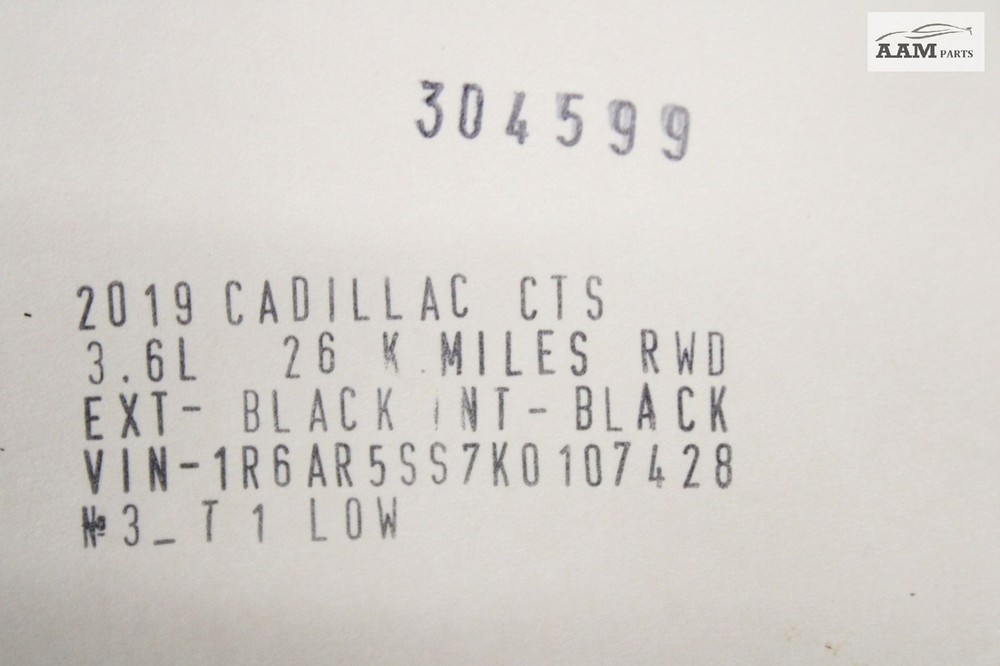 AAM PARTS
304599
2019 CADILLAC CTS
3.6L 26 K MILES RWD
EXT- BLACK INT- BLACK
VIN-1R6AR5SS7K0107428
№3_T1 LOW